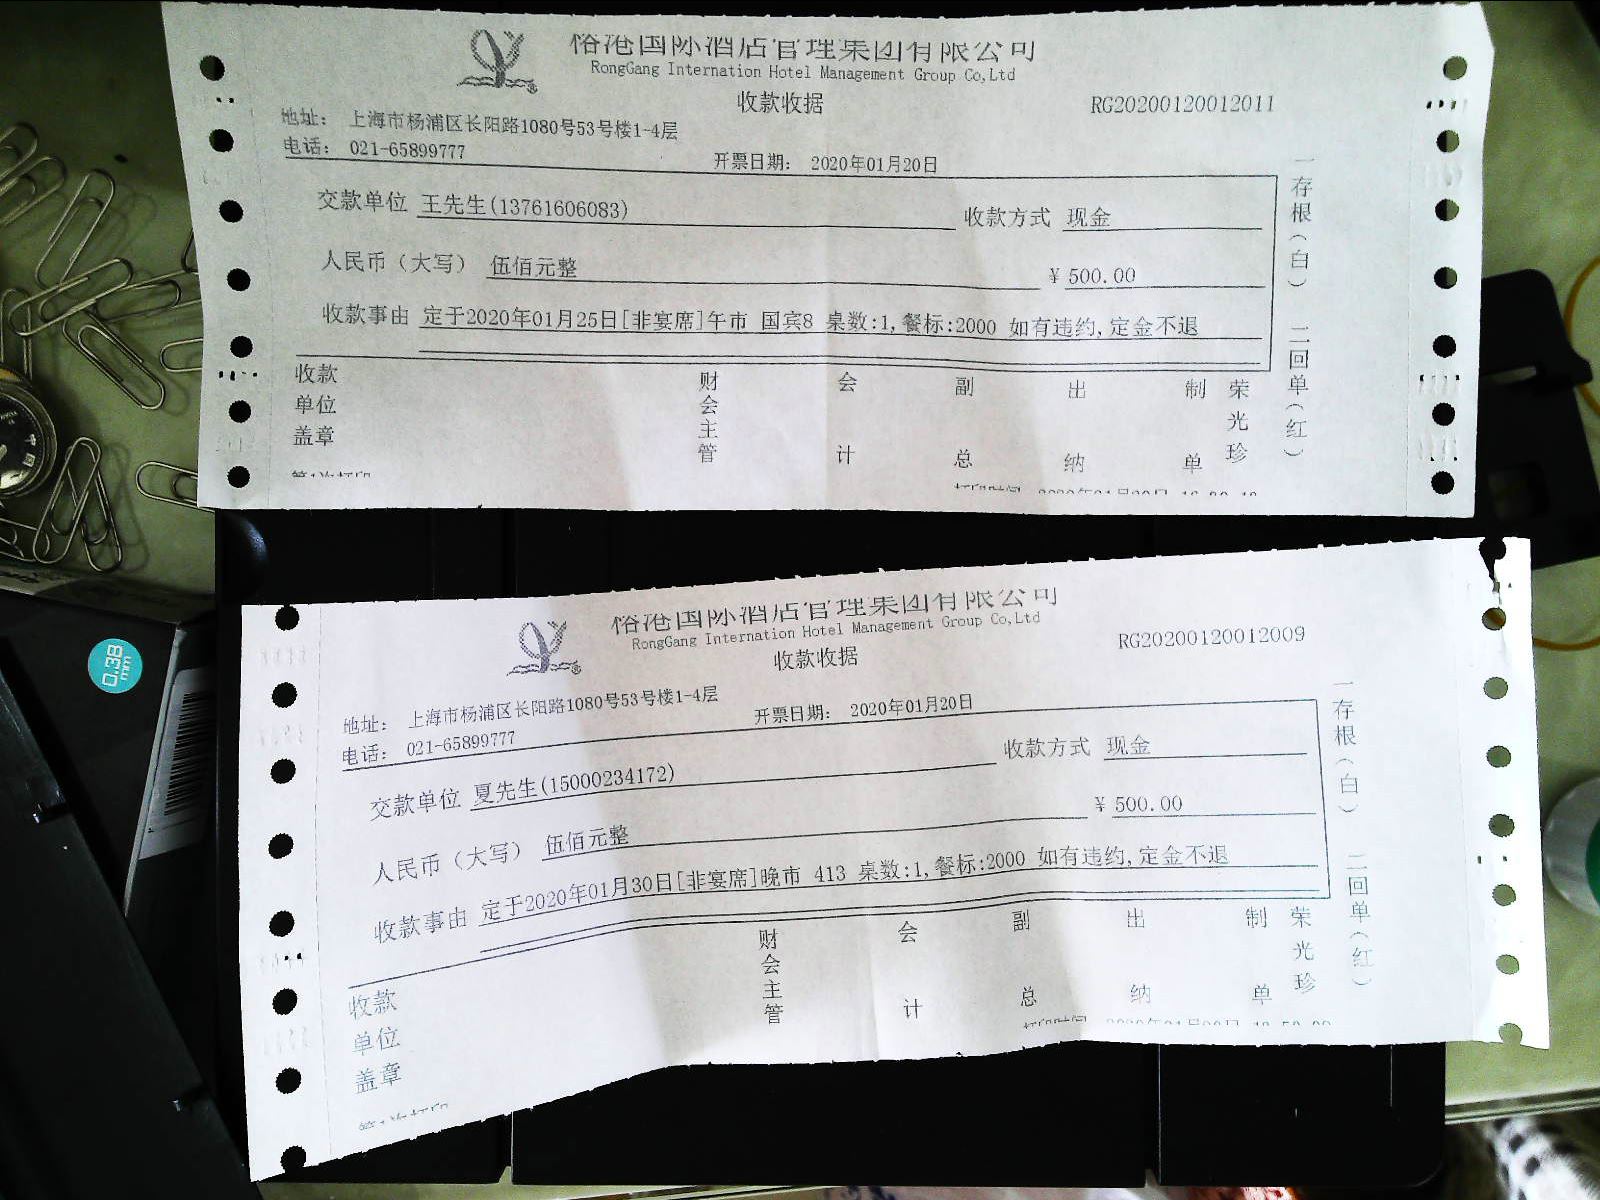 榕港国际酒店管理集团有限公司
RongGang Internation Hotel Management Group Co,Ltd
收款收据
RG20200120012011
地址： 上海市杨浦区长阳路1080号53号楼1-4层
电话： 021-65899777
开票日期： 2020年01月20日
交款单位 王先生(13761606083)
收款方式 现金
人民币（大写） 伍佰元整
￥ 500.00
收款事由 定于2020年01月25日[非宴席]午市 国宾8 桌数:1,餐标:2000 如有违约,定金不退
一存根（白） 二回单（红）
收款单位盖章
财会主管
会计
副总
出纳
制单
荣光珍
第1次打印
榕港国际酒店管理集团有限公司
RongGang Internation Hotel Management Group Co,Ltd
收款收据
RG20200120012009
地址： 上海市杨浦区长阳路1080号53号楼1-4层
电话： 021-65899777
开票日期： 2020年01月20日
交款单位 夏先生(15000234172)
收款方式 现金
人民币（大写） 伍佰元整
￥ 500.00
收款事由 定于2020年01月30日[非宴席]晚市 413 桌数:1,餐标:2000 如有违约,定金不退
一存根（白） 二回单（红）
收款单位盖章
财会主管
会计
副总
出纳
制单
荣光珍
第1次打印
0.38
mm